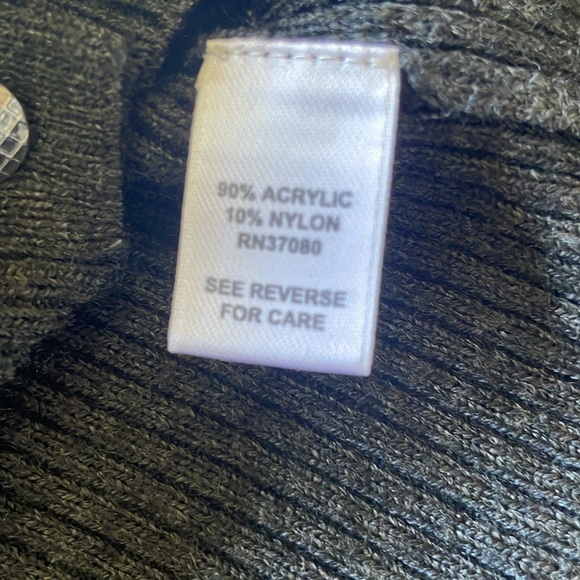 90% ACRYLIC
10% NYLON
RN37080
SEE REVERSE
FOR CARE